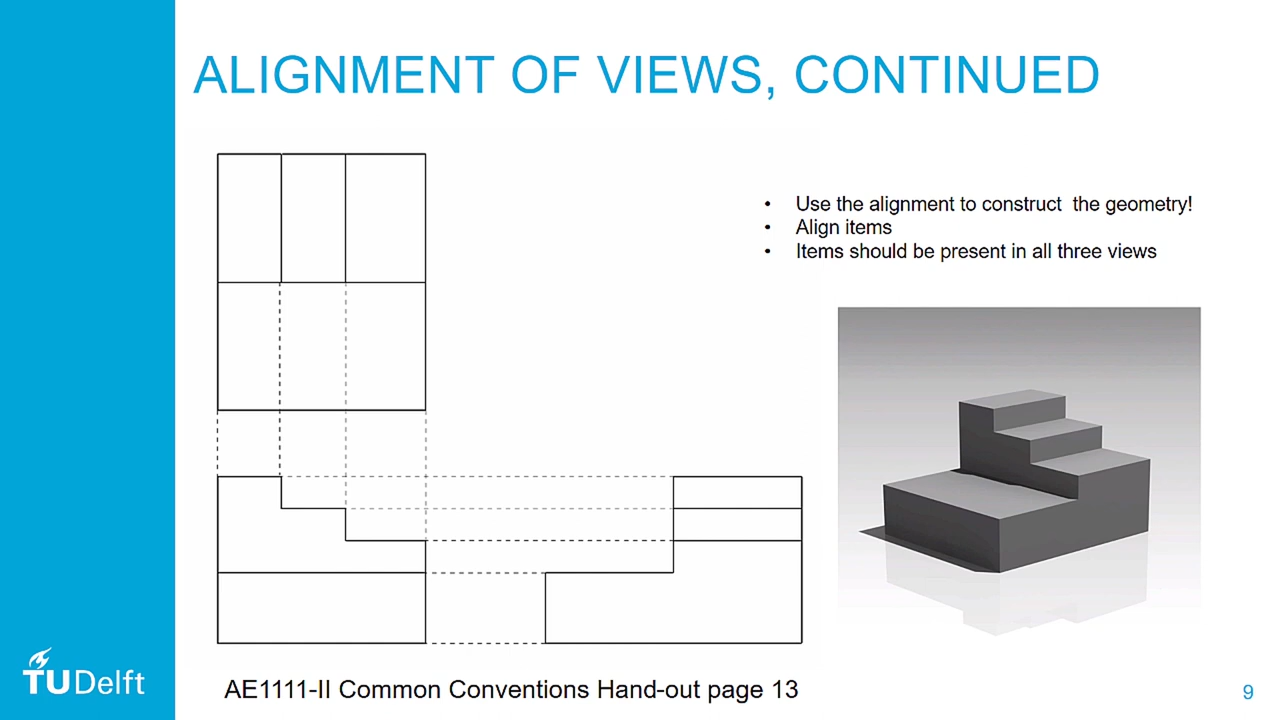 ALIGNMENT OF VIEWS, CONTINUED
• Use the alignment to construct the geometry!
• Align items
• Items should be present in all three views
TUDelft
AE1111-II Common Conventions Hand-out page 13
9